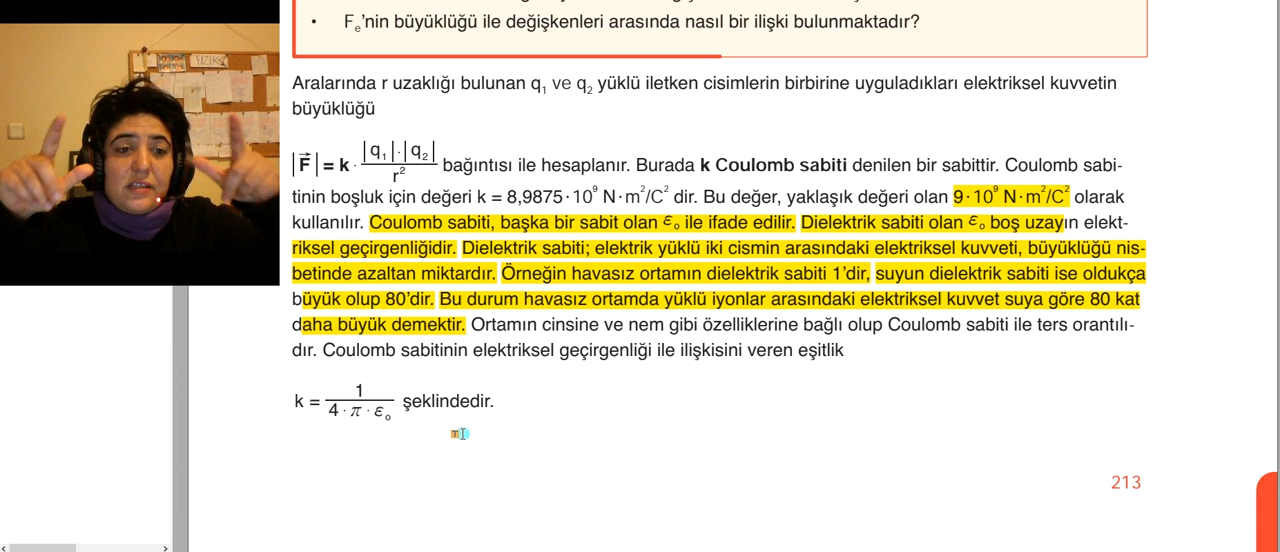 FİZİK
• Fe’nin büyüklüğü ile değişkenleri arasında nasıl bir ilişki bulunmaktadır?
Aralarında r uzaklığı bulunan q₁ ve q₂ yüklü iletken cisimlerin birbirine uyguladıkları elektriksel kuvvetin
büyüklüğü
|F⃗| = k · |q₁|·|q₂| / r² bağıntısı ile hesaplanır. Burada k Coulomb sabiti denilen bir sabittir. Coulomb sabi-
tinin boşluk için değeri k = 8,9875·10⁹ N·m²/C² dir. Bu değer, yaklaşık değeri olan 9·10⁹ N·m²/C² olarak
kullanılır. Coulomb sabiti, başka bir sabit olan ε₀ ile ifade edilir. Dielektrik sabiti olan ε₀ boş uzayın elekt-
riksel geçirgenliğidir. Dielektrik sabiti; elektrik yüklü iki cismin arasındaki elektriksel kuvveti, büyüklüğü nis-
betinde azaltan miktardır. Örneğin havasız ortamın dielektrik sabiti 1’dir, suyun dielektrik sabiti ise oldukça
büyük olup 80’dir. Bu durum havasız ortamda yüklü iyonlar arasındaki elektriksel kuvvet suya göre 80 kat
daha büyük demektir. Ortamın cinsine ve nem gibi özelliklerine bağlı olup Coulomb sabiti ile ters orantılı-
dır. Coulomb sabitinin elektriksel geçirgenliği ile ilişkisini veren eşitlik
k = 1 / 4 · π · ε₀ şeklindedir.
213